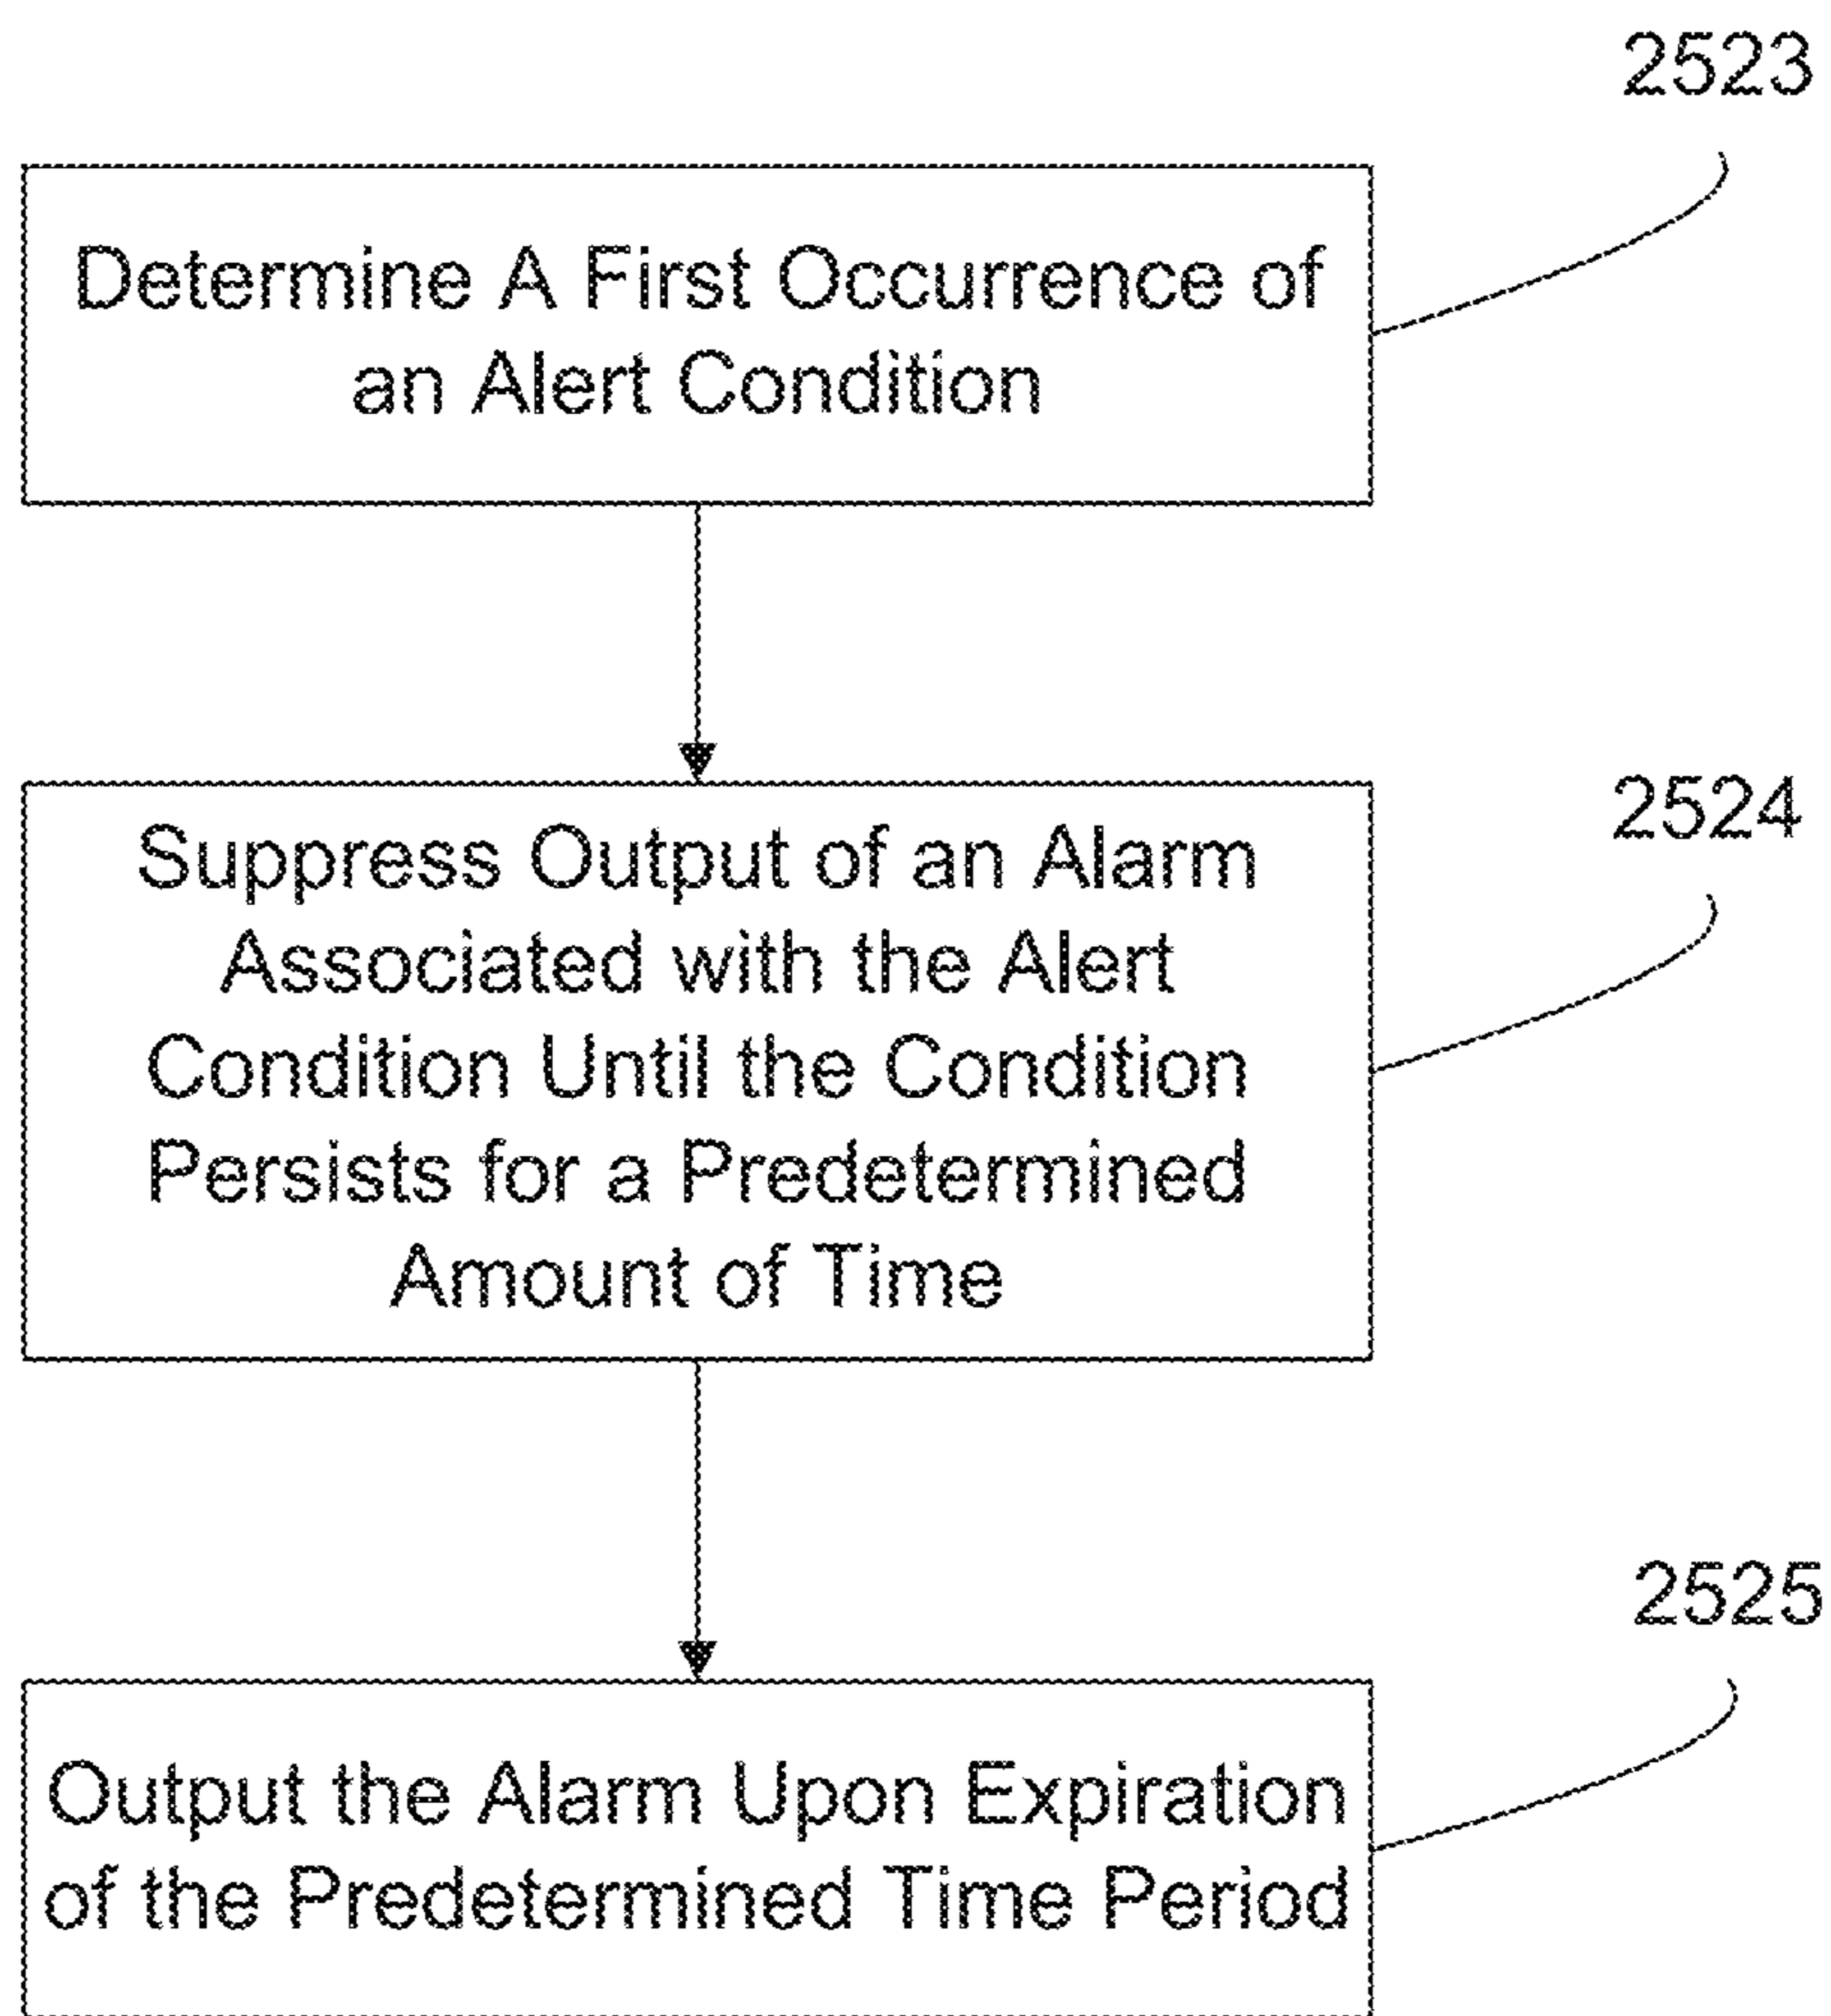 2523
Determine A First Occurrence of
an Alert Condition
2524
Suppress Output of an Alarm
Associated with the Alert
Condition Until the Condition
Persists for a Predetermined
Amount of Time
2525
Output the Alarm Upon Expiration
of the Predetermined Time Period